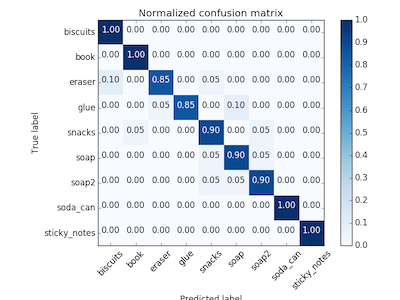 Normalized confusion matrix
True label
biscuits 1.00 0.00 0.00 0.00 0.00 0.00 0.00 0.00 0.00
book 0.00 1.00 0.00 0.00 0.00 0.00 0.00 0.00 0.00
eraser 0.10 0.00 0.85 0.00 0.05 0.00 0.00 0.00 0.00
glue 0.00 0.00 0.05 0.85 0.00 0.10 0.00 0.00 0.00
snacks 0.00 0.05 0.00 0.00 0.90 0.00 0.05 0.00 0.00
soap 0.00 0.00 0.00 0.00 0.05 0.90 0.05 0.00 0.00
soap2 0.00 0.00 0.00 0.00 0.05 0.05 0.90 0.00 0.00
soda_can 0.00 0.00 0.00 0.00 0.00 0.00 0.00 1.00 0.00
sticky_notes 0.00 0.00 0.00 0.00 0.00 0.00 0.00 0.00 1.00
biscuits book eraser glue snacks soap soap2 soda_can sticky_notes
Predicted label
1.0
0.9
0.8
0.7
0.6
0.5
0.4
0.3
0.2
0.1
0.0